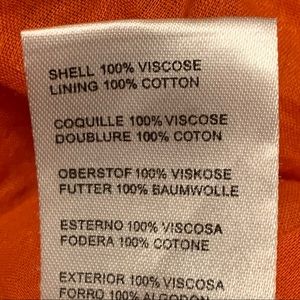 SHELL 100% VISCOSE
LINING 100% COTTON
COQUILLE 100% VISCOSE
DOUBLURE 100% COTON
OBERSTOF 100% VISKOSE
FUTTER 100% BAUMWOLLE
ESTERNO 100% VISCOSA
FODERA 100% COTONE
EXTERIOR 100% VISCOSA
FORRO 100% ALGODON